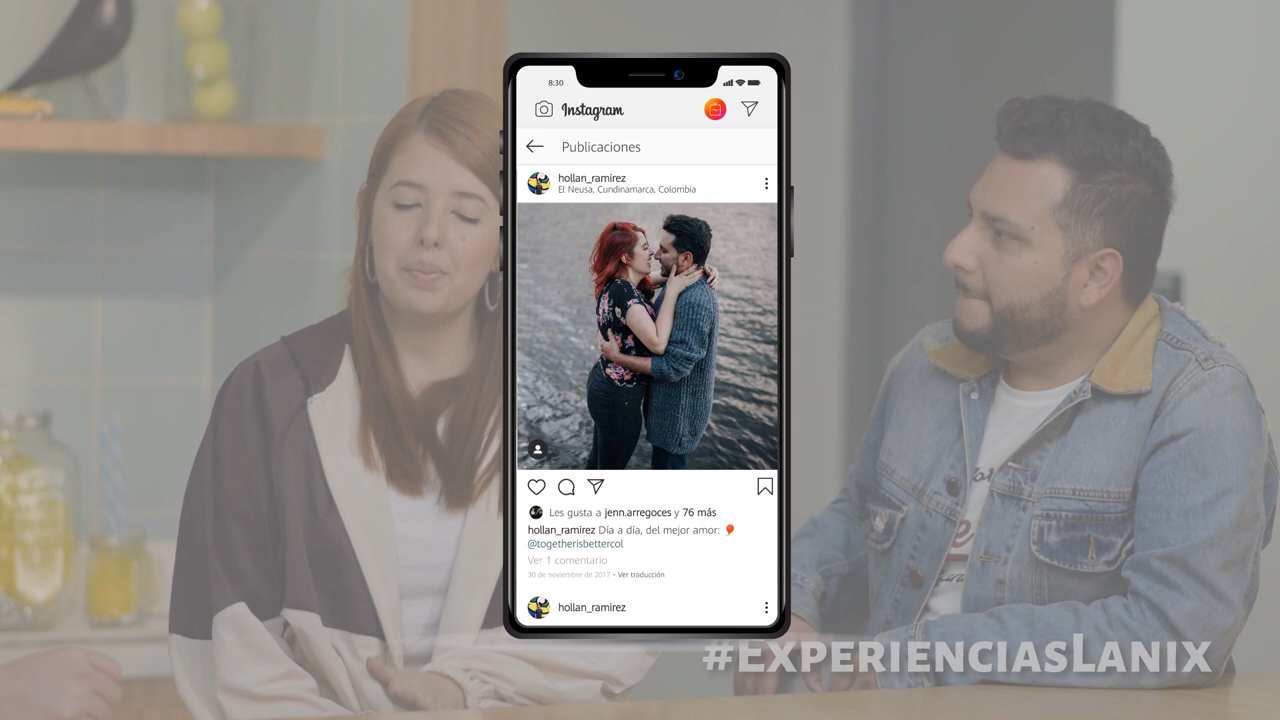 8:30
Instagram
Publicaciones
hollan_ramirez
El Neusa, Cundinamarca, Colombia
Les gusta a jenn.arregoces y 76 más
hollan_ramirez Día a día, del mejor amor: 🎈
@togetherisbettercol
Ver 1 comentario
30 de noviembre de 2017 • Ver traducción
hollan_ramirez
#EXPERIENCIASLANIX